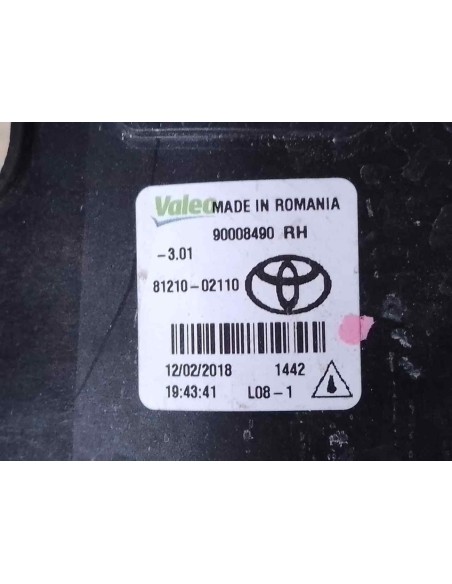 Valeo MADE IN ROMANIA
90008490 RH
-3.01
81210-02110
12/02/2018 1442
19:43:41 L08-1